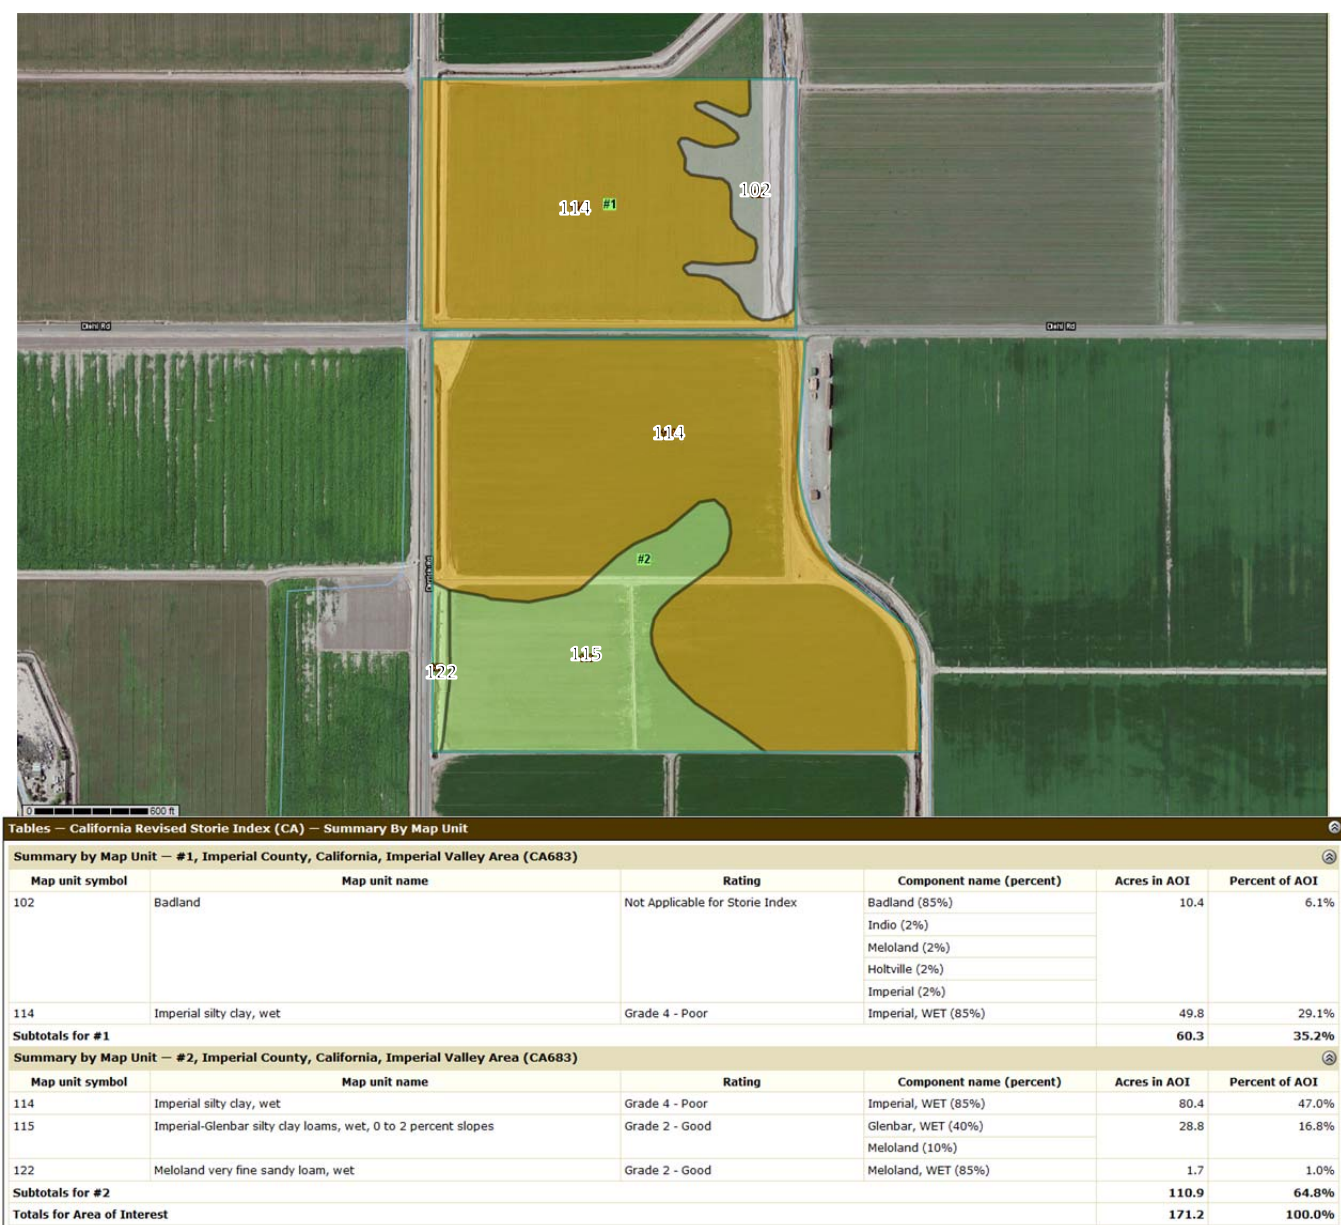 102
114 #1
Diehl Rd
Diehl Rd
114
#2
115
122
0 600 ft
Tables — California Revised Storie Index (CA) — Summary By Map Unit
Summary by Map Unit — #1, Imperial County, California, Imperial Valley Area (CA683)
Map unit symbol Map unit name Rating Component name (percent) Acres in AOI Percent of AOI
102 Badland Not Applicable for Storie Index Badland (85%) 10.4 6.1%
Indio (2%)
Meloland (2%)
Holtville (2%)
Imperial (2%)
114 Imperial silty clay, wet Grade 4 - Poor Imperial, WET (85%) 49.8 29.1%
Subtotals for #1 60.3 35.2%
Summary by Map Unit — #2, Imperial County, California, Imperial Valley Area (CA683)
Map unit symbol Map unit name Rating Component name (percent) Acres in AOI Percent of AOI
114 Imperial silty clay, wet Grade 4 - Poor Imperial, WET (85%) 80.4 47.0%
115 Imperial-Glenbar silty clay loams, wet, 0 to 2 percent slopes Grade 2 - Good Glenbar, WET (40%) 28.8 16.8%
Meloland (10%)
122 Meloland very fine sandy loam, wet Grade 2 - Good Meloland, WET (85%) 1.7 1.0%
Subtotals for #2 110.9 64.8%
Totals for Area of Interest 171.2 100.0%